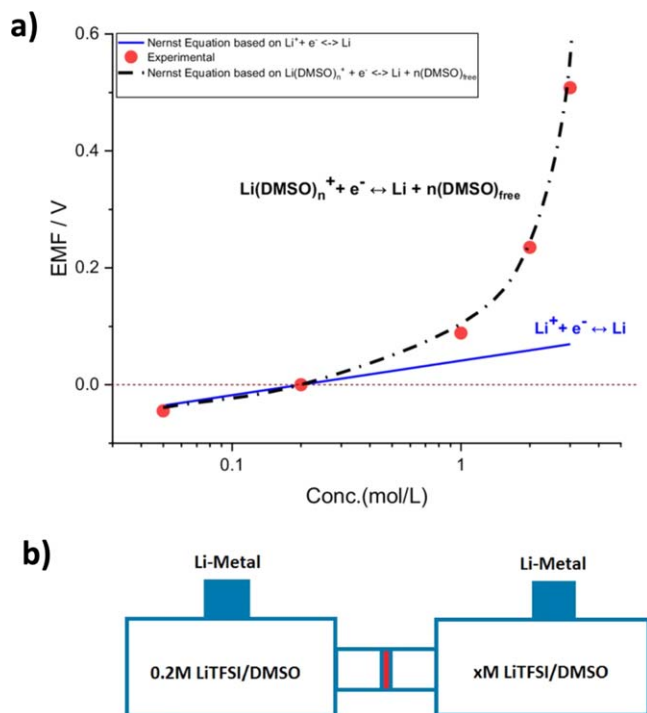 a)
0.6
Nernst Equation based on Li⁺+ e⁻ <-> Li
Experimental
Nernst Equation based on Li(DMSO)ₙ⁺ + e⁻ <-> Li + n(DMSO)free
0.4
Li(DMSO)ₙ⁺+ e⁻ ↔ Li + n(DMSO)free
EMF / V
0.2
Li⁺+ e⁻ ↔ Li
0.0
0.1
1
Conc.(mol/L)
b)
Li-Metal
Li-Metal
0.2M LiTFSI/DMSO
xM LiTFSI/DMSO